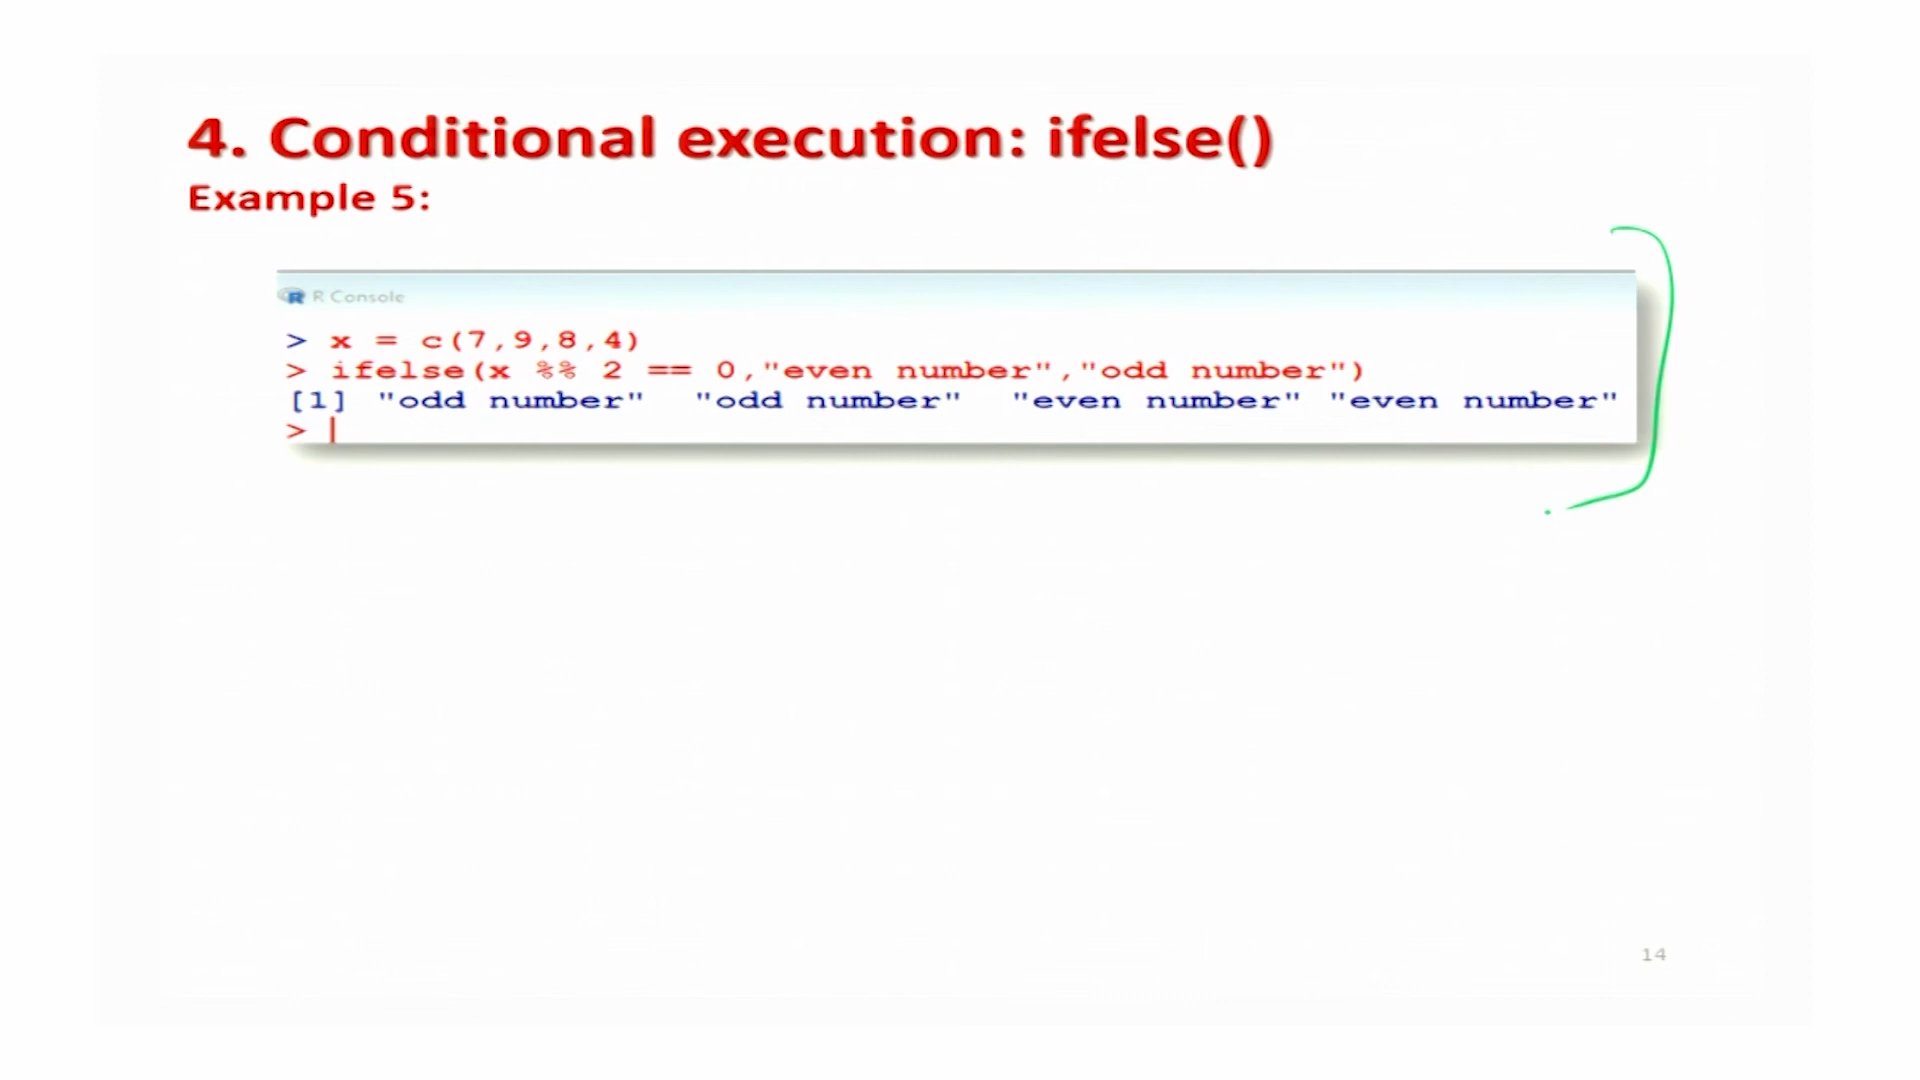 4. Conditional execution: ifelse()
Example 5:
R Console
> x = c(7,9,8,4)
> ifelse(x %% 2 == 0,"even number","odd number")
[1] "odd number"  "odd number"  "even number" "even number"
>
14